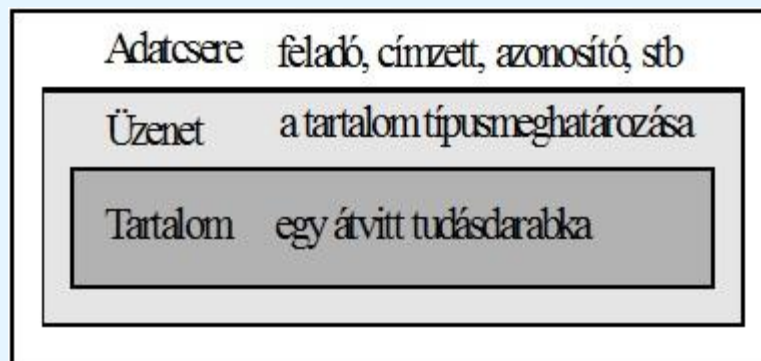 Adatcsere feladó, címzett, azonosító, stb
Üzenet a tartalom típusmeghatározása
Tartalom egy átvitt tudásdarabka